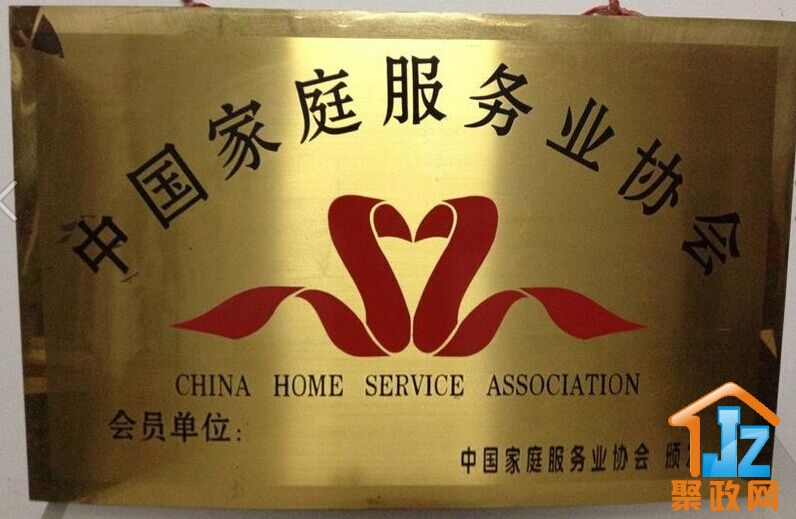 中国家庭服务业协会
CHINA HOME SERVICE ASSOCIATION
会员单位:
中国家庭服务业协会 颁
JZ
聚政网